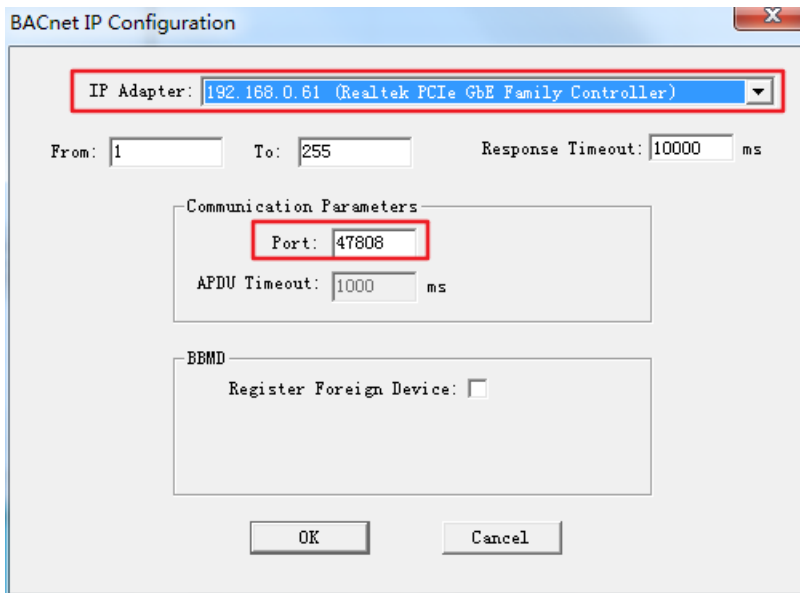 BACnet IP Configuration
IP Adapter: 192.168.0.61 (Realtek PCIe GbE Family Controller)
From: 1 To: 255 Response Timeout: 10000 ms
Communication Parameters
Port: 47808
APDU Timeout: 1000 ms
BBMD
Register Foreign Device:
OK Cancel